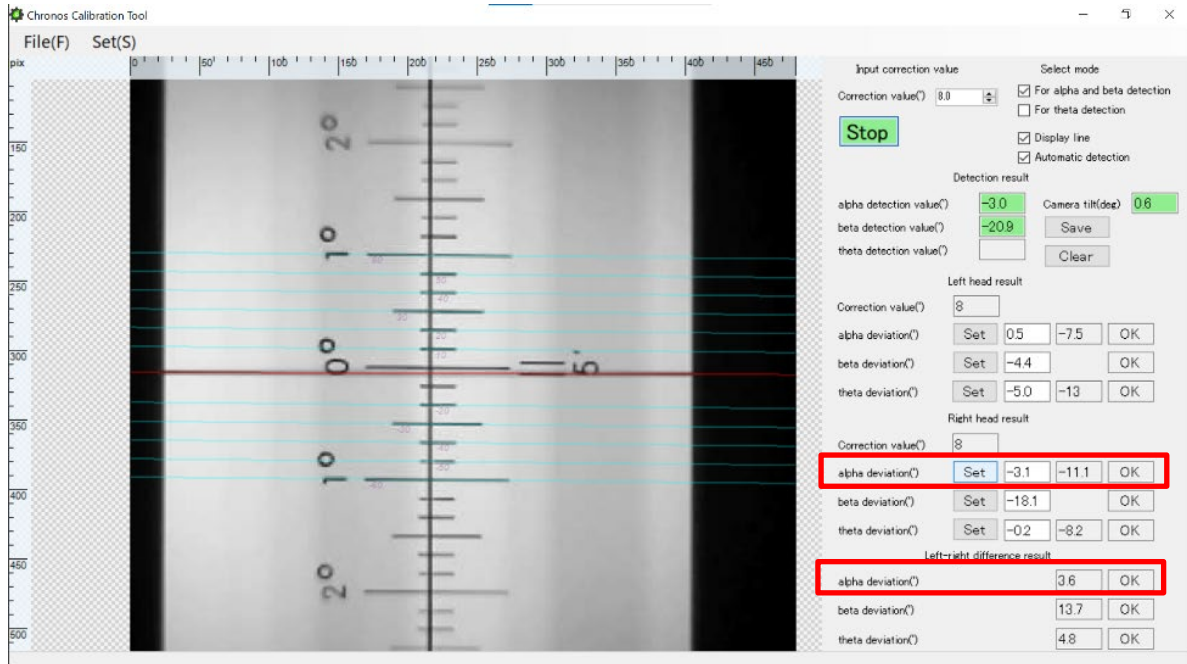 Chronos Calibration Tool
File(F) Set(S)
pix
0 50 100 150 200 250 300 350 400 450
150
200
250
300
350
400
450
500
2°
1°
0°
5'
1°
2°
Input correction value
Correction value(") 8.0
Stop
Select mode
For alpha and beta detection
For theta detection
Display line
Automatic detection
Detection result
alpha detection value(') -3.0 Camera tilt(deg) 0.6
beta detection value(') -20.9 Save
theta detection value(') Clear
Left head result
Correction value(') 8
alpha deviation(') Set 0.5 -7.5 OK
beta deviation(') Set -4.4 OK
theta deviation(') Set -5.0 -13 OK
Right head result
Correction value(') 8
alpha deviation(') Set -3.1 -11.1 OK
beta deviation(') Set -18.1 OK
theta deviation(') Set -0.2 -8.2 OK
Left-right difference result
alpha deviation(') 3.6 OK
beta deviation(') 13.7 OK
theta deviation(') 4.8 OK